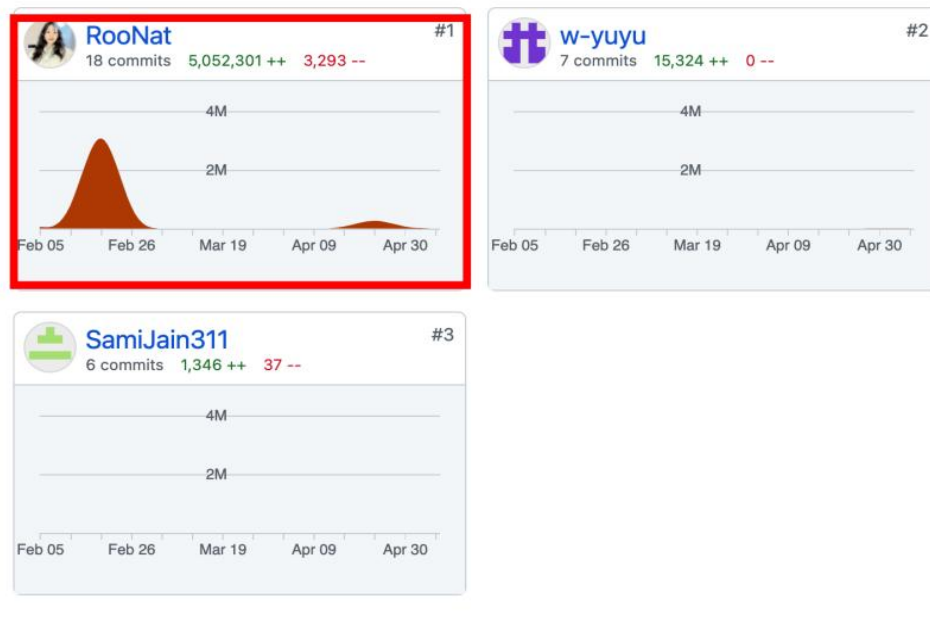 RooNat #1
18 commits 5,052,301 ++ 3,293 --
4M
2M
Feb 05 Feb 26 Mar 19 Apr 09 Apr 30
w-yuyu #2
7 commits 15,324 ++ 0 --
4M
2M
Feb 05 Feb 26 Mar 19 Apr 09 Apr 30
SamiJain311 #3
6 commits 1,346 ++ 37 --
4M
2M
Feb 05 Feb 26 Mar 19 Apr 09 Apr 30